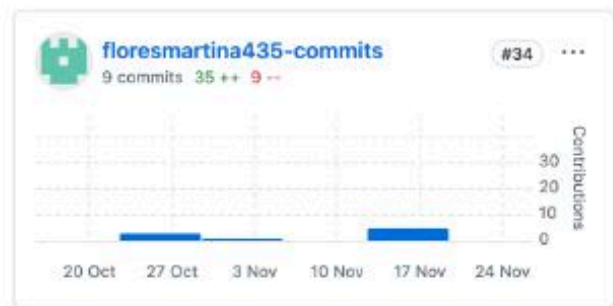 floresmartina435-commits
#34 ...
9 commits 35 ++ 9 --
30
20
10
0
Contributions
20 Oct 27 Oct 3 Nov 10 Nov 17 Nov 24 Nov